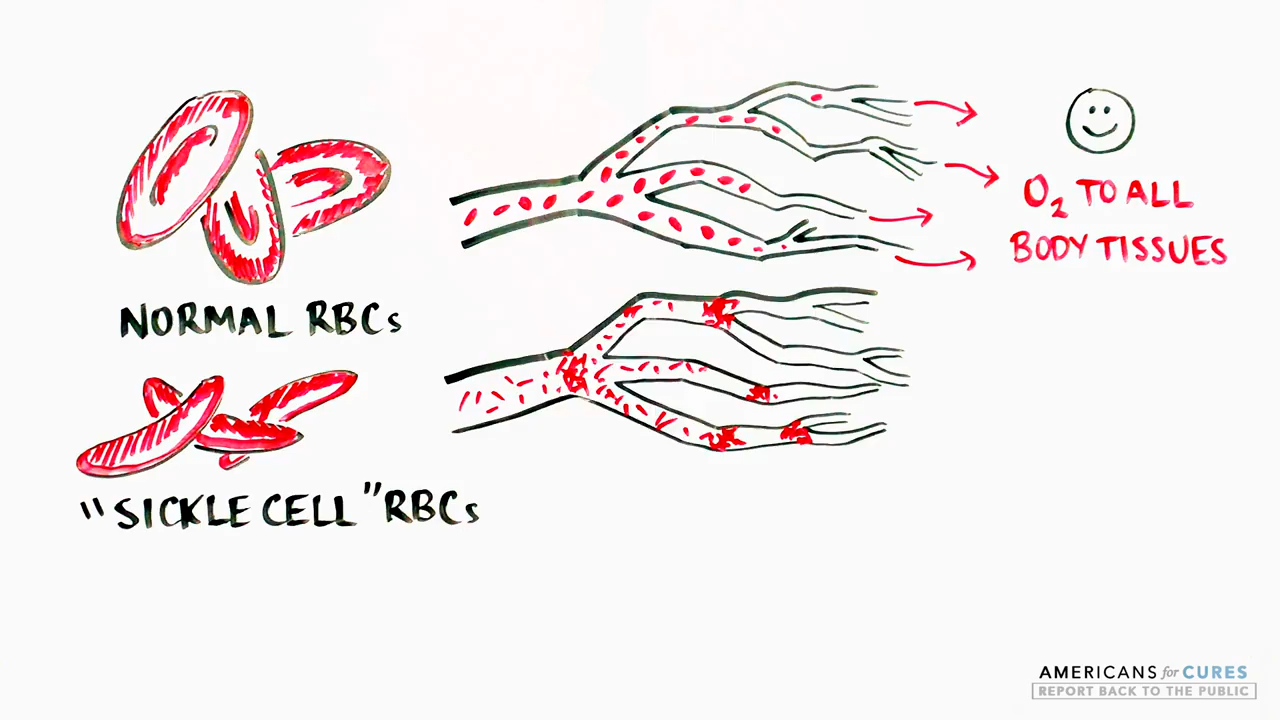 NORMAL RBCs
O2 TO ALL
BODY TISSUES
"SICKLE CELL" RBCs
AMERICANS for CURES
REPORT BACK TO THE PUBLIC